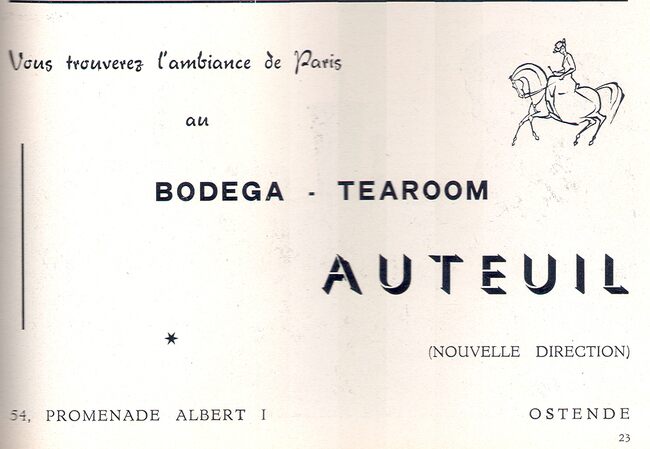 Vous trouverez l'ambiance de Paris
au
BODEGA - TEAROOM
AUTEUIL
(NOUVELLE DIRECTION)
54, PROMENADE ALBERT I
OSTENDE
23